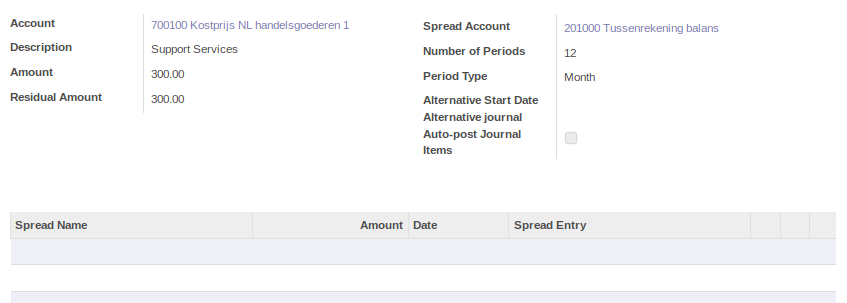 Account 700100 Kostprijs NL handelsgoederen 1
Description Support Services
Amount 300.00
Residual Amount 300.00
Spread Account 201000 Tussenrekening balans
Number of Periods 12
Period Type Month
Alternative Start Date
Alternative journal
Auto-post Journal
Items
Spread Name Amount Date Spread Entry